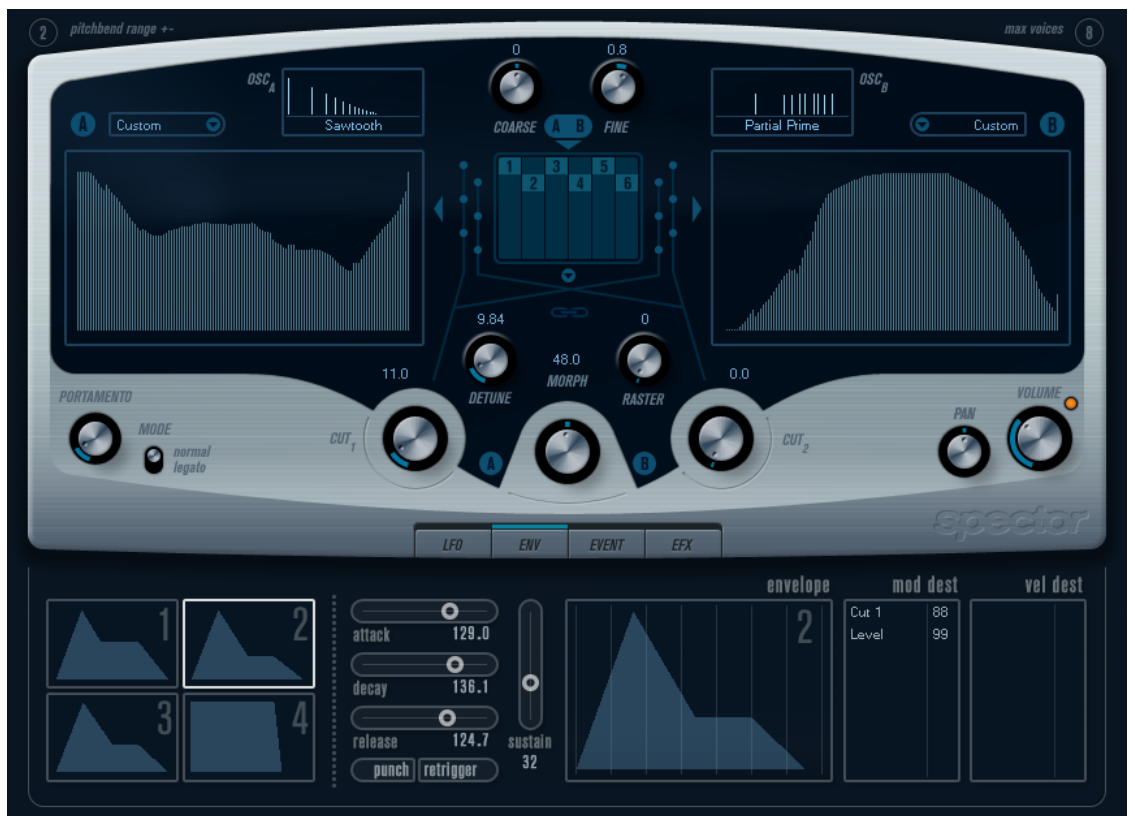 2 pitchbend range +-
max voices 8
0
0.8
OSC A
OSC B
Sawtooth
Partial Prime
A Custom
COARSE A B FINE
Custom B
1 2 3 4 5 6
9.84
0
48.0
MORPH
11.0
0.0
DETUNE
RASTER
PORTAMENTO
VOLUME
MODE
normal
legato
PAN
CUT 1
CUT 2
A
B
spector
LFO ENV EVENT EFX
envelope
mod dest
vel dest
1
2
3
4
attack 129.0
decay 136.1
release 124.7
punch retrigger
sustain
32
2
Cut 1 88
Level 99